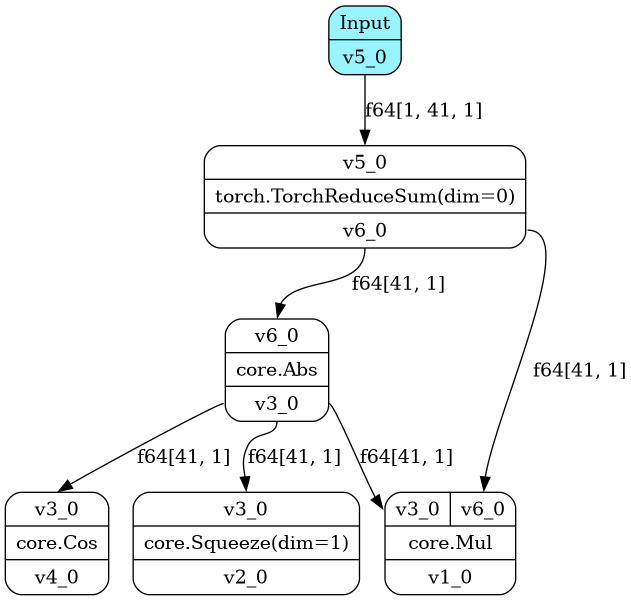 Input
v5_0
f64[1, 41, 1]
v5_0
torch.TorchReduceSum(dim=0)
v6_0
f64[41, 1]
f64[41, 1]
v6_0
core.Abs
v3_0
f64[41, 1]
f64[41, 1]
f64[41, 1]
v3_0
core.Cos
v4_0
v3_0
core.Squeeze(dim=1)
v2_0
v3_0 v6_0
core.Mul
v1_0